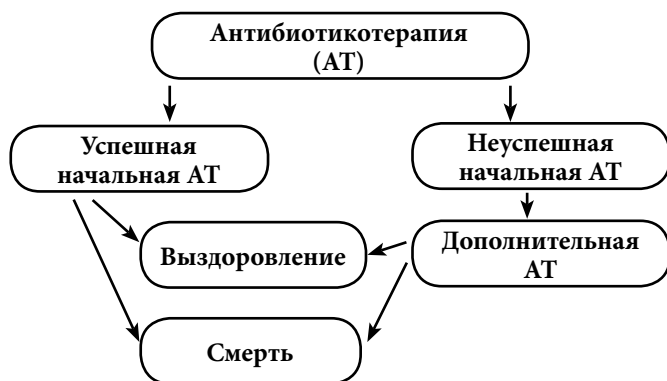 Антибиотикотерапия
(АТ)
Успешная
начальная АТ
Неуспешная
начальная АТ
Выздоровление
Дополнительная
АТ
Смерть